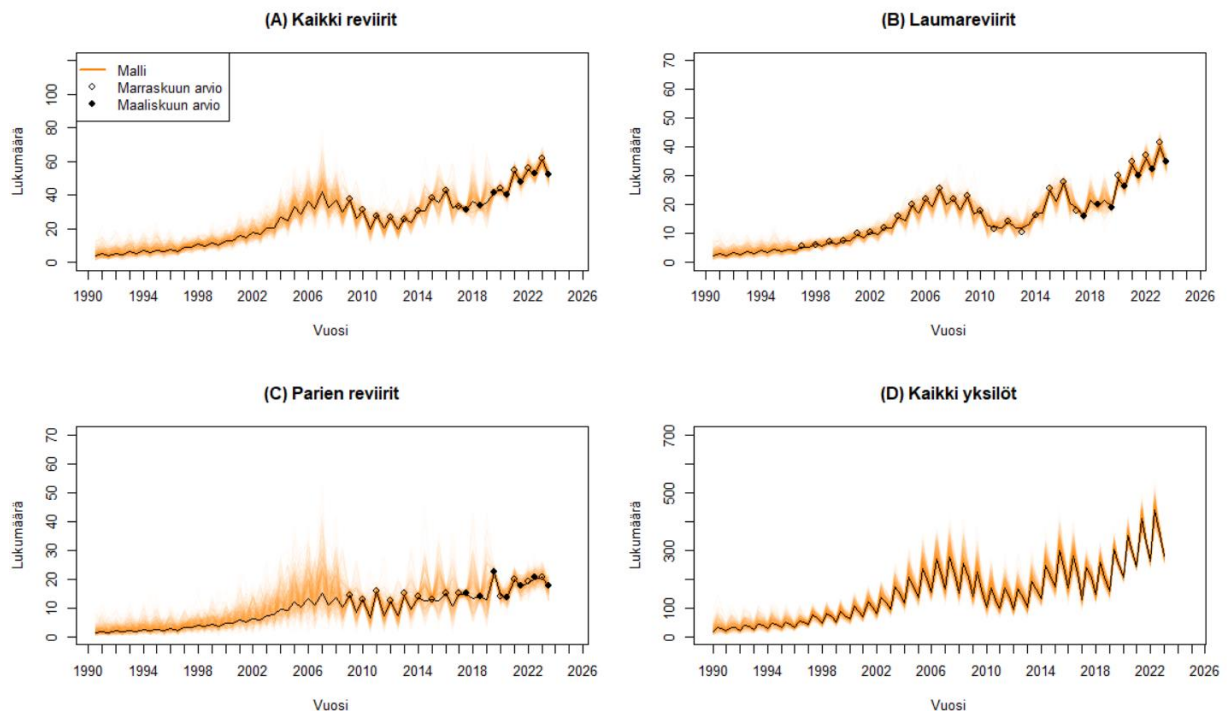 (A) Kaikki reviirit
Lukumäärä
0 20 40 60 80 100
Malli
Marraskuun arvio
Maaliskuun arvio
1990 1994 1998 2002 2006 2010 2014 2018 2022 2026
Vuosi
(B) Laumareviirit
Lukumäärä
0 10 20 30 40 50 60 70
1990 1994 1998 2002 2006 2010 2014 2018 2022 2026
Vuosi
(C) Parien reviirit
Lukumäärä
0 10 20 30 40 50 60 70
1990 1994 1998 2002 2006 2010 2014 2018 2022 2026
Vuosi
(D) Kaikki yksilöt
Lukumäärä
0 100 300 500 700
1990 1994 1998 2002 2006 2010 2014 2018 2022 2026
Vuosi